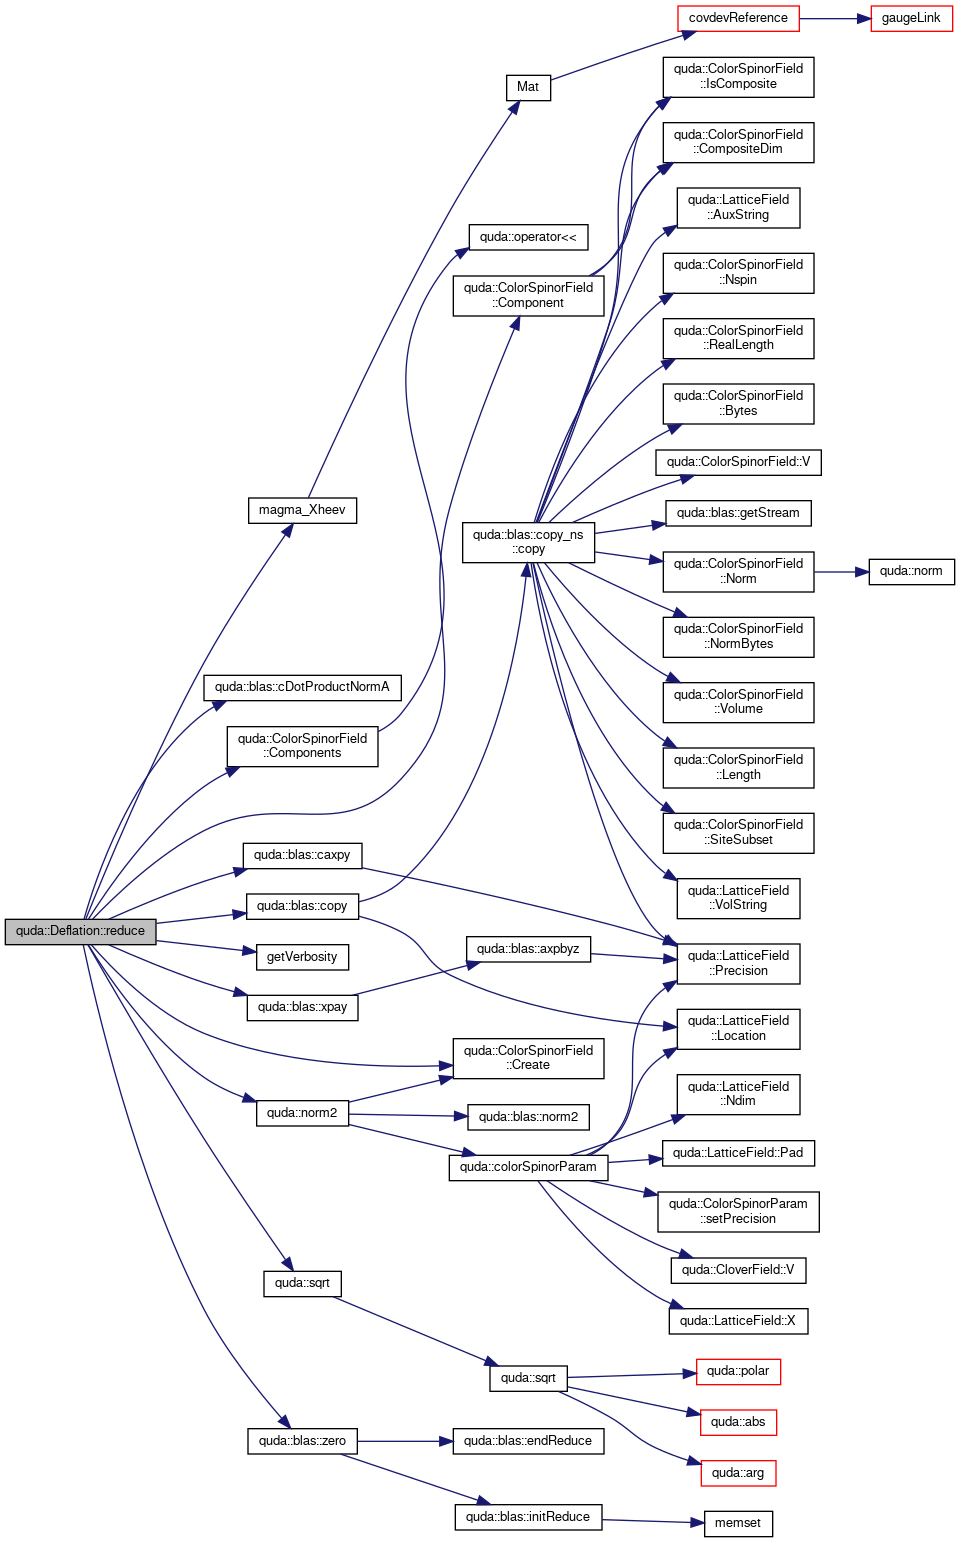 covdevReference
gaugeLink
quda::ColorSpinorField
::IsComposite
Mat
quda::ColorSpinorField
::CompositeDim
quda::LatticeField
::AuxString
quda::operator<<
quda::ColorSpinorField
::Nspin
quda::ColorSpinorField
::Component
quda::ColorSpinorField
::RealLength
quda::ColorSpinorField
::Bytes
quda::ColorSpinorField::V
magma_Xheev
quda::blas::getStream
quda::blas::copy_ns
::copy
quda::ColorSpinorField
::Norm
quda::norm
quda::ColorSpinorField
::NormBytes
quda::blas::cDotProductNormA
quda::ColorSpinorField
::Volume
quda::ColorSpinorField
::Components
quda::ColorSpinorField
::Length
quda::ColorSpinorField
::SiteSubset
quda::blas::caxpy
quda::LatticeField
::VolString
quda::blas::copy
quda::Deflation::reduce
quda::blas::axpbyz
getVerbosity
quda::LatticeField
::Precision
quda::blas::xpay
quda::LatticeField
::Location
quda::ColorSpinorField
::Create
quda::LatticeField
::Ndim
quda::norm2
quda::blas::norm2
quda::LatticeField::Pad
quda::colorSpinorParam
quda::ColorSpinorParam
::setPrecision
quda::CloverField::V
quda::sqrt
quda::LatticeField::X
quda::sqrt
quda::polar
quda::abs
quda::blas::zero
quda::blas::endReduce
quda::arg
quda::blas::initReduce
memset